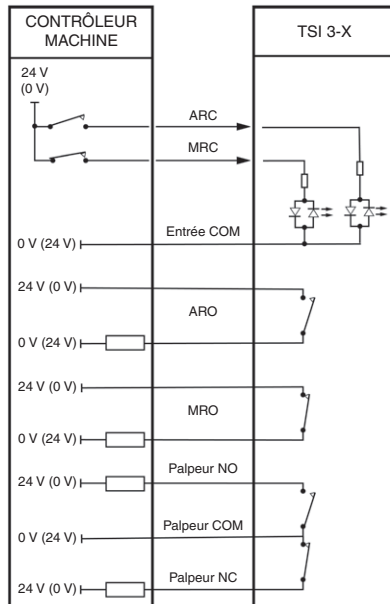 CONTRÔLEUR
MACHINE
TSI 3-X
24 V
(0 V)
ARC
MRC
Entrée COM
0 V (24 V)
24 V (0 V)
ARO
0 V (24 V)
24 V (0 V)
MRO
0 V (24 V)
Palpeur NO
24 V (0 V)
Palpeur COM
0 V (24 V)
Palpeur NC
24 V (0 V)